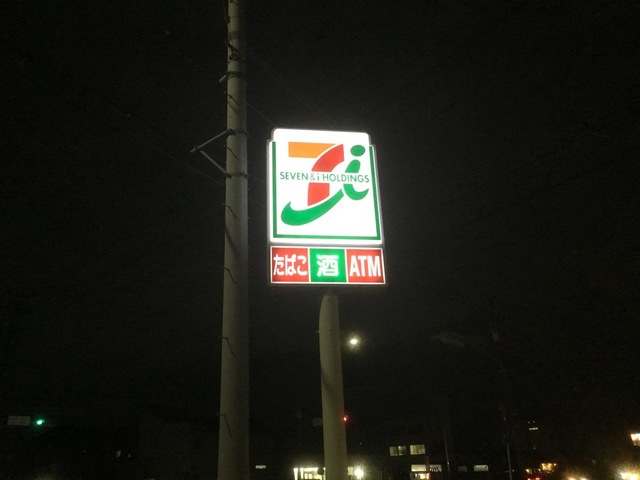 7i
SEVEN & i HOLDINGS
たばこ 酒 ATM